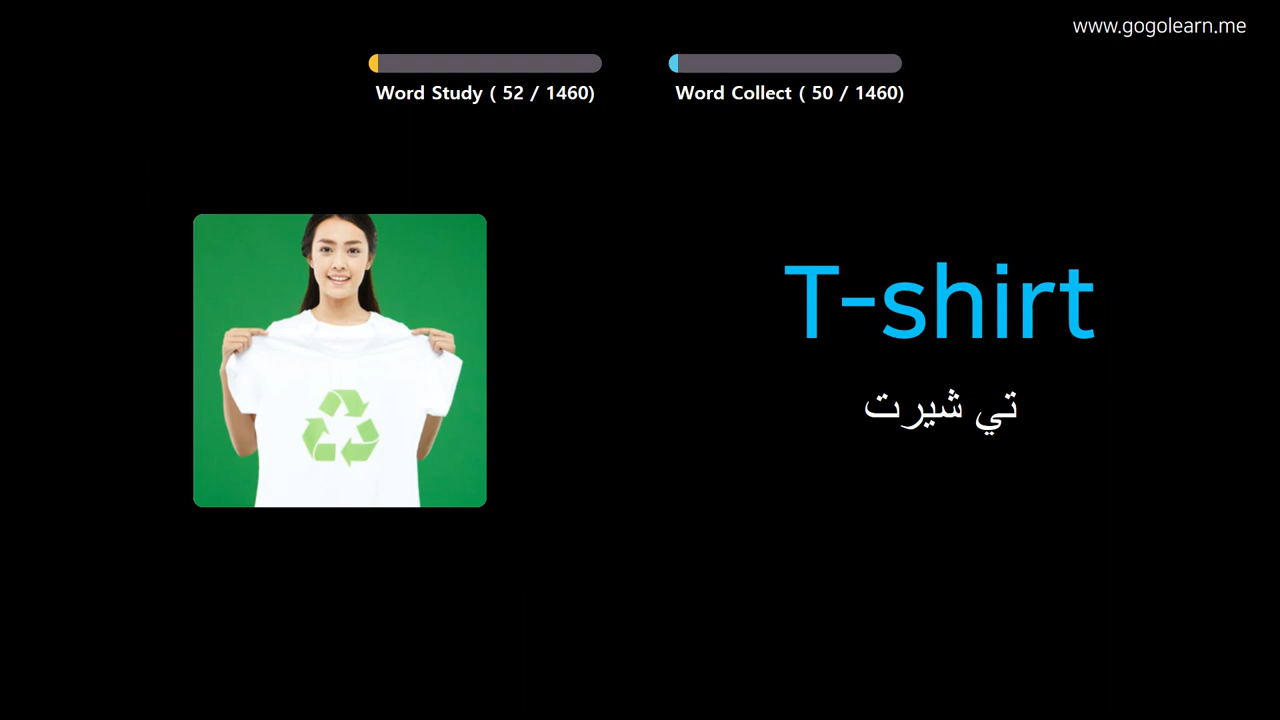 www.gogolearn.me
Word Study ( 52 / 1460)
Word Collect ( 50 / 1460)
T-shirt
تي شيرت